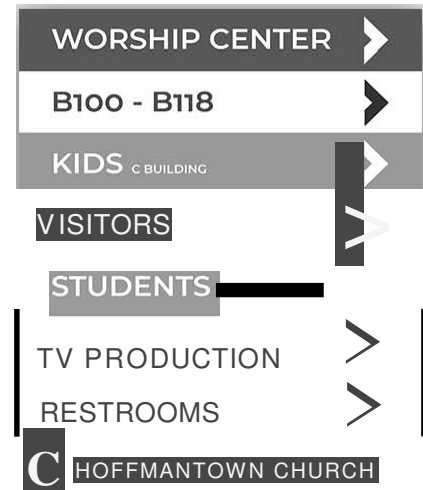 WORSHIP CENTER
B100 - B118
KIDS C BUILDING
VISITORS
STUDENTS
TV PRODUCTION
RESTROOMS
C HOFFMANTOWN CHURCH